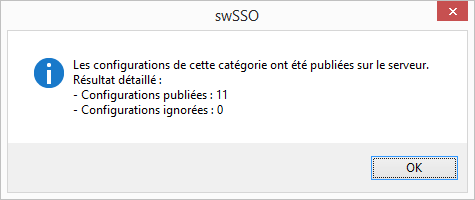 swSSO
Les configurations de cette catégorie ont été publiées sur le serveur.
Résultat détaillé :
- Configurations publiées : 11
- Configurations ignorées : 0
OK